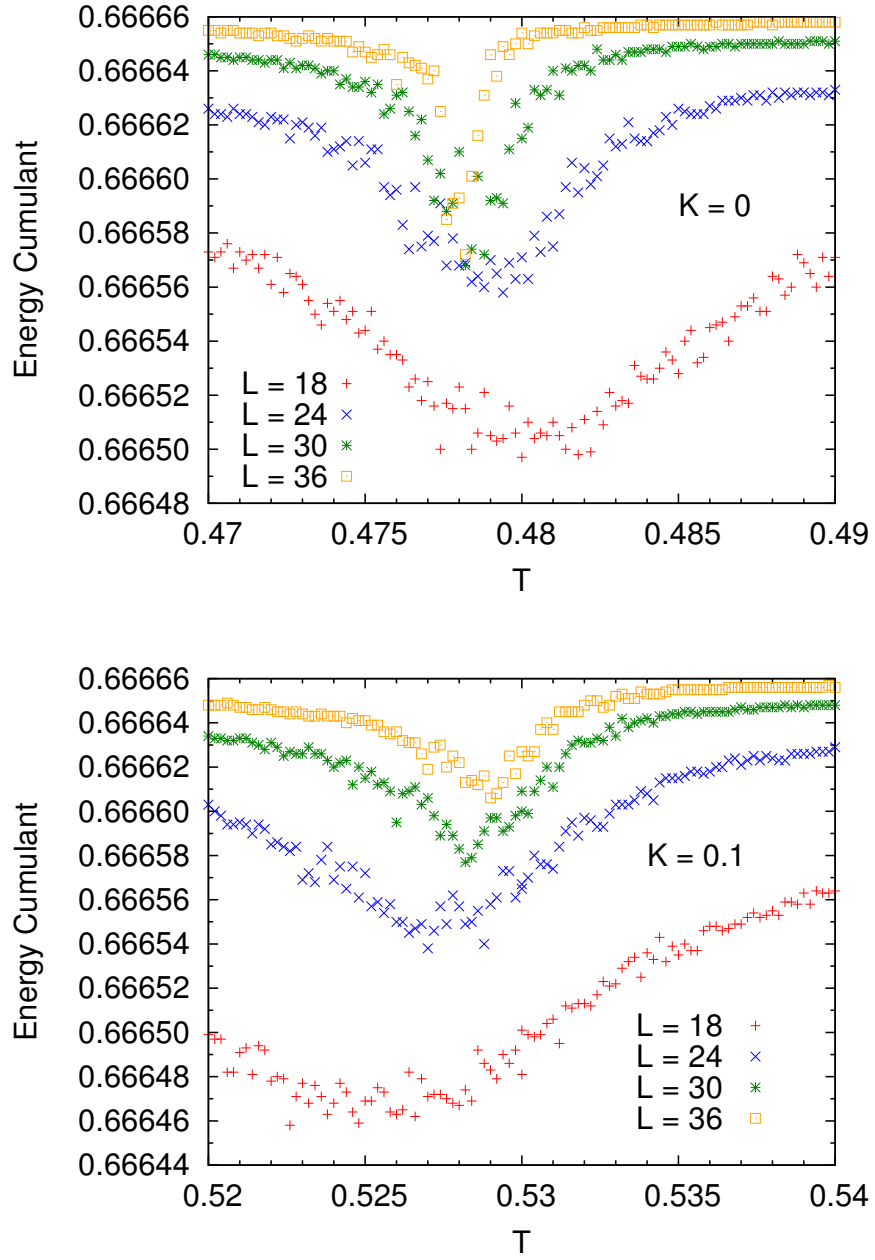 0.66666
0.66664
0.66662
0.66660
0.66658
0.66656
0.66654
0.66652
0.66650
0.66648
Energy Cumulant
K = 0
L = 18
L = 24
L = 30
L = 36
0.47 0.475 0.48 0.485 0.49
T
0.66666
0.66664
0.66662
0.66660
0.66658
0.66656
0.66654
0.66652
0.66650
0.66648
0.66646
0.66644
Energy Cumulant
K = 0.1
L = 18
L = 24
L = 30
L = 36
0.52 0.525 0.53 0.535 0.54
T